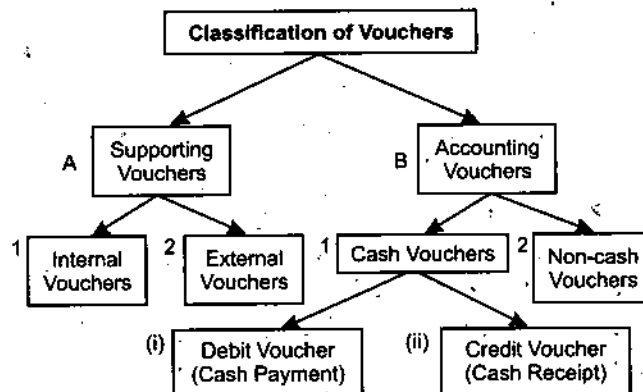 Classification of Vouchers
A
Supporting
Vouchers
B
Accounting
Vouchers
1
Internal
Vouchers
2
External
Vouchers
1
Cash Vouchers
2
Non-cash
Vouchers
(i)
Debit Voucher
(Cash Payment)
(ii)
Credit Voucher
(Cash Receipt)